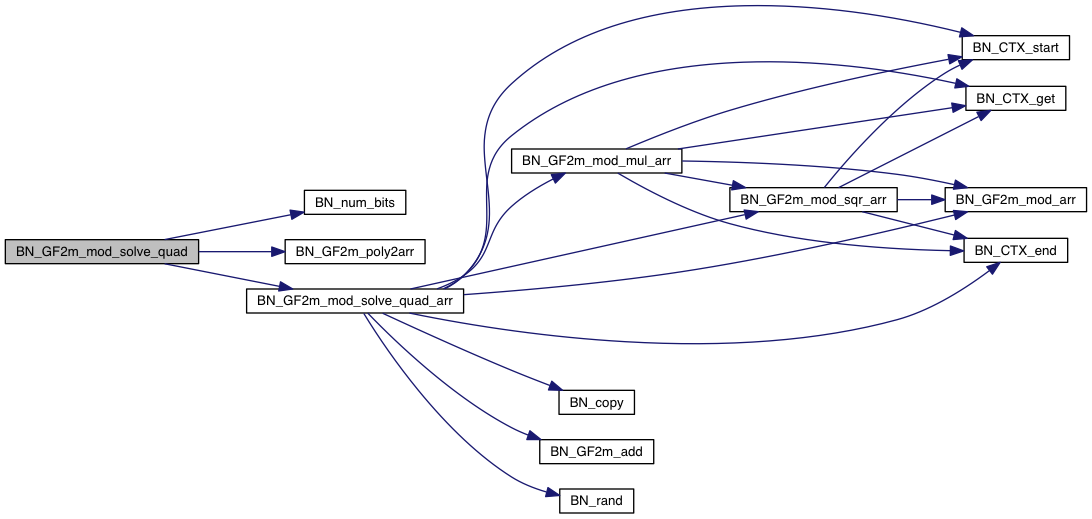 BN_CTX_start
BN_CTX_get
BN_GF2m_mod_mul_arr
BN_num_bits
BN_GF2m_mod_sqr_arr
BN_GF2m_mod_arr
BN_GF2m_mod_solve_quad
BN_GF2m_poly2arr
BN_CTX_end
BN_GF2m_mod_solve_quad_arr
BN_copy
BN_GF2m_add
BN_rand